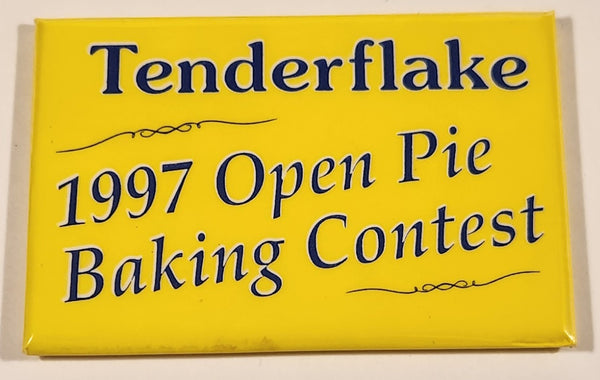 Tenderflake
1997 Open Pie
Baking Contest